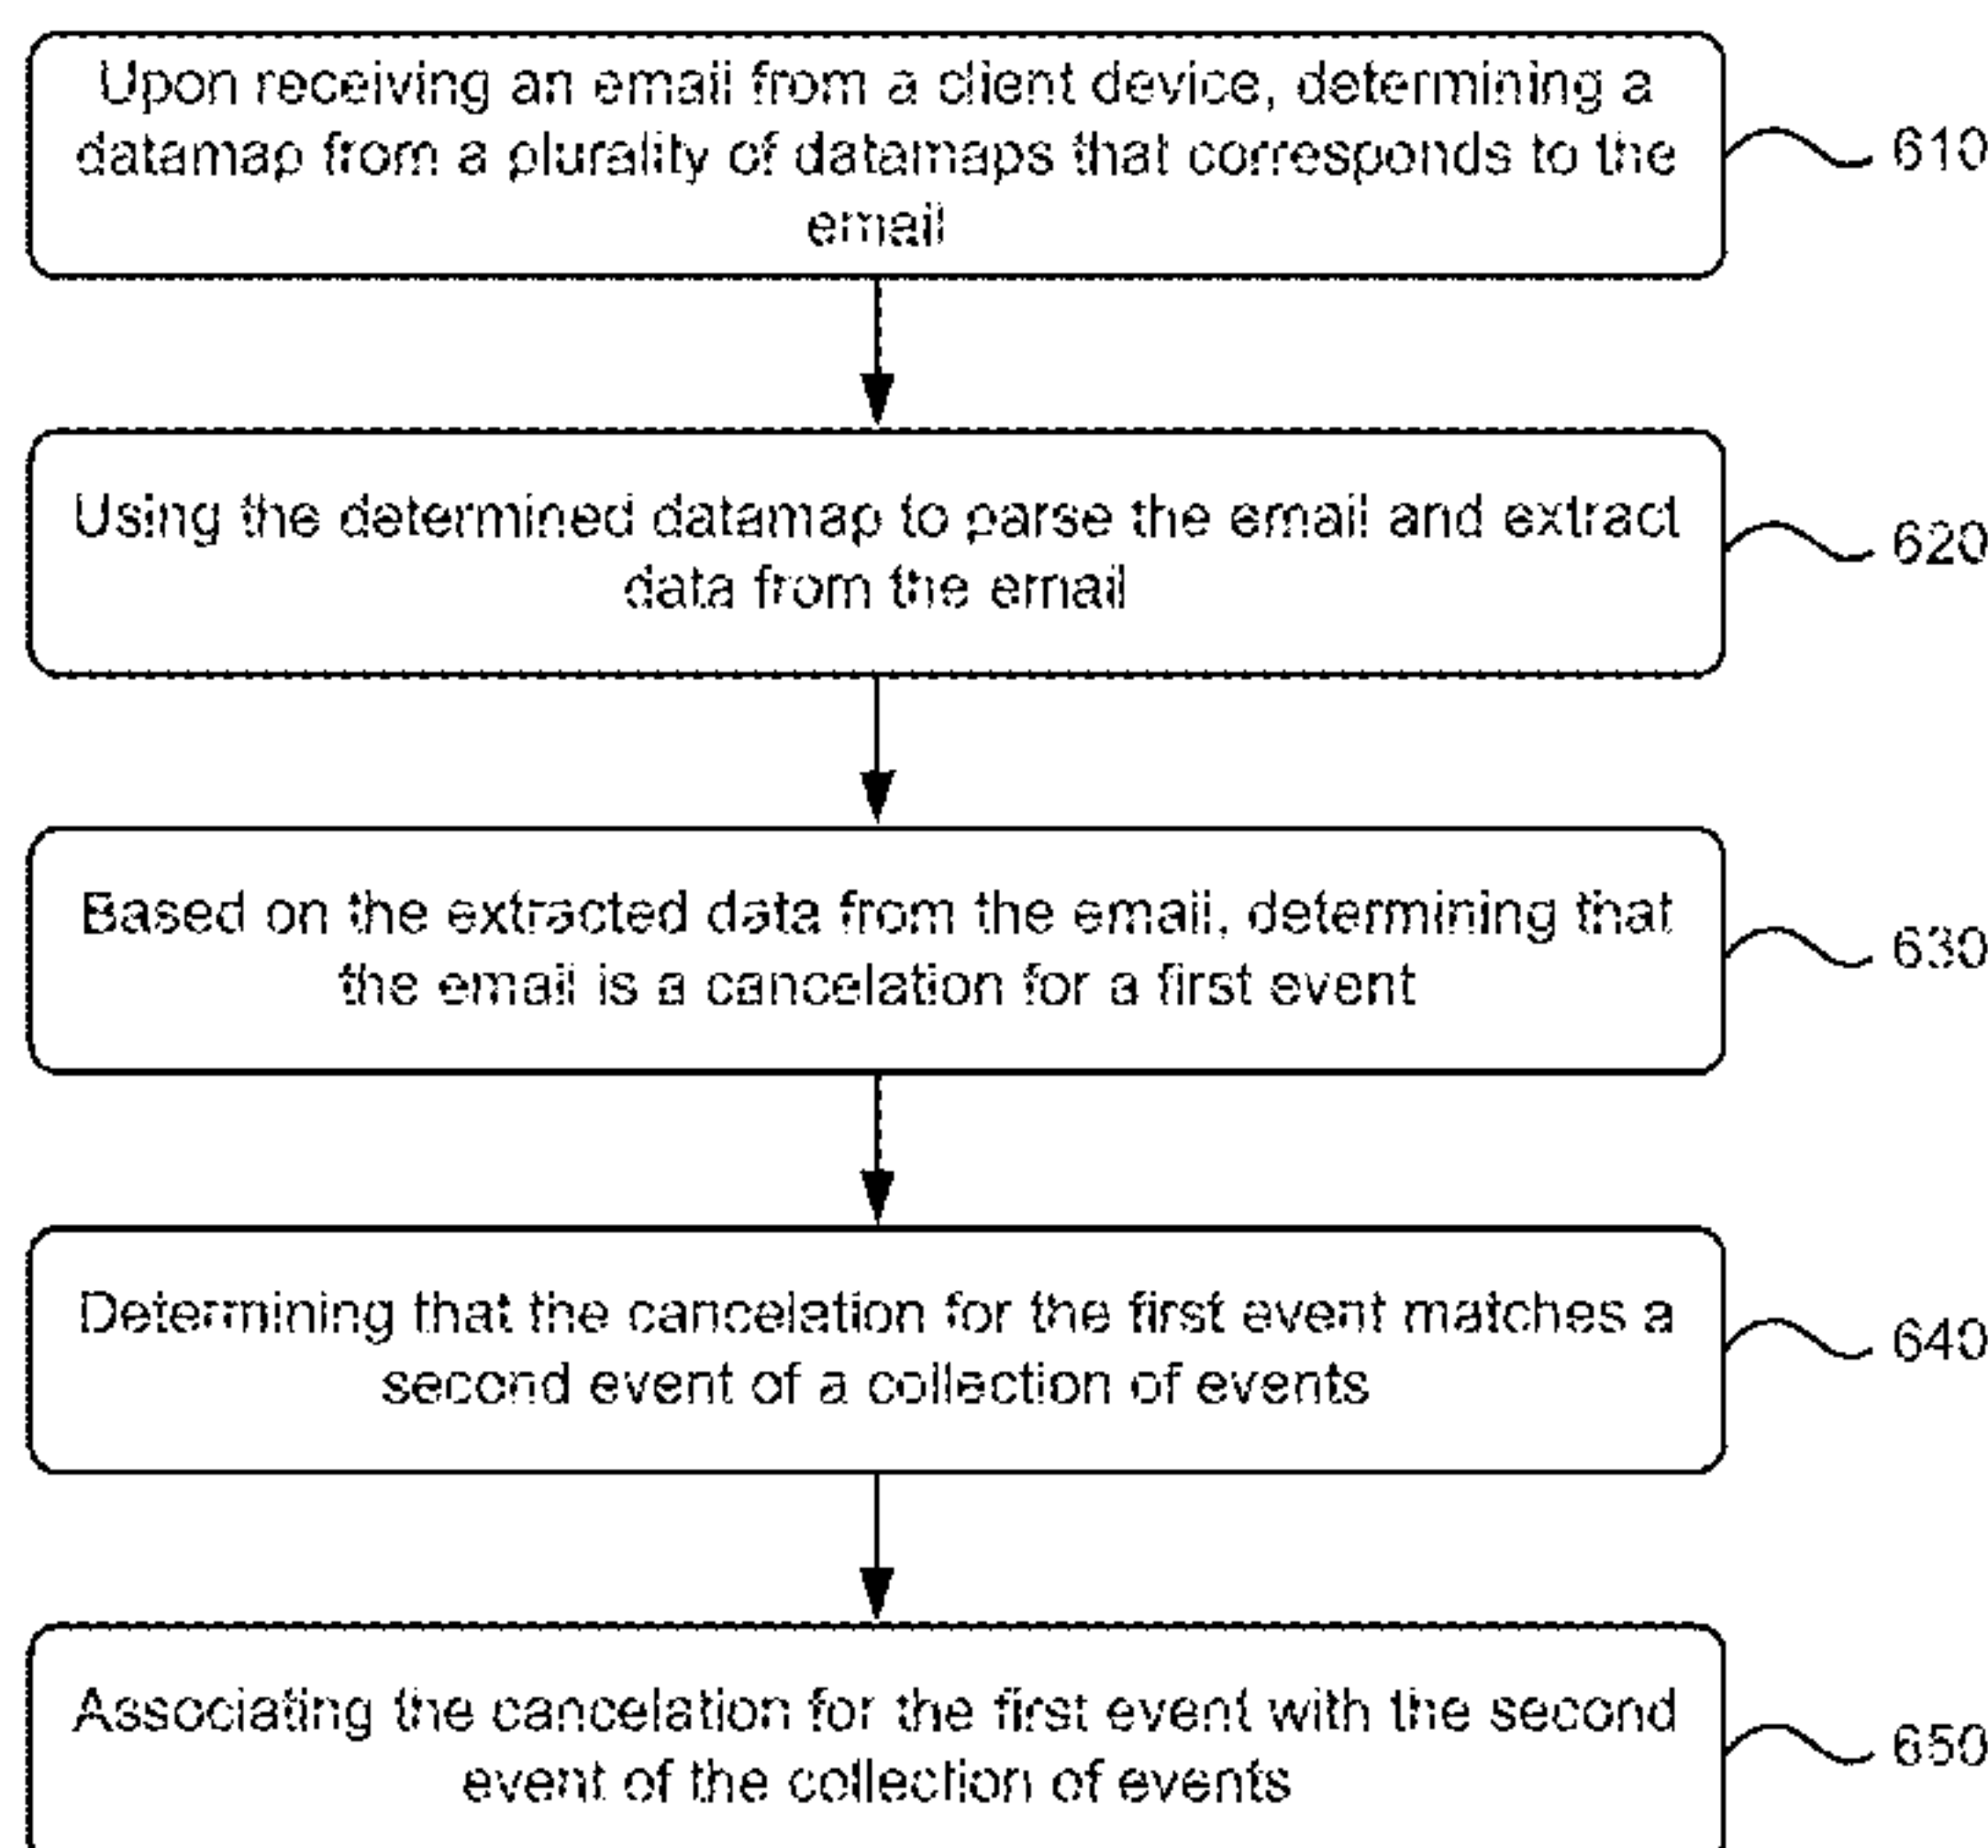 Upon receiving an email from a client device, determining a
datamap from a plurality of datamaps that corresponds to the
email
610
Using the determined datamap to parse the email and extract
data from the email
620
Based on the extracted data from the email, determining that
the email is a cancelation for a first event
630
Determining that the cancelation for the first event matches a
second event of a collection of events
640
Associating the cancelation for the first event with the second
event of the collection of events
650